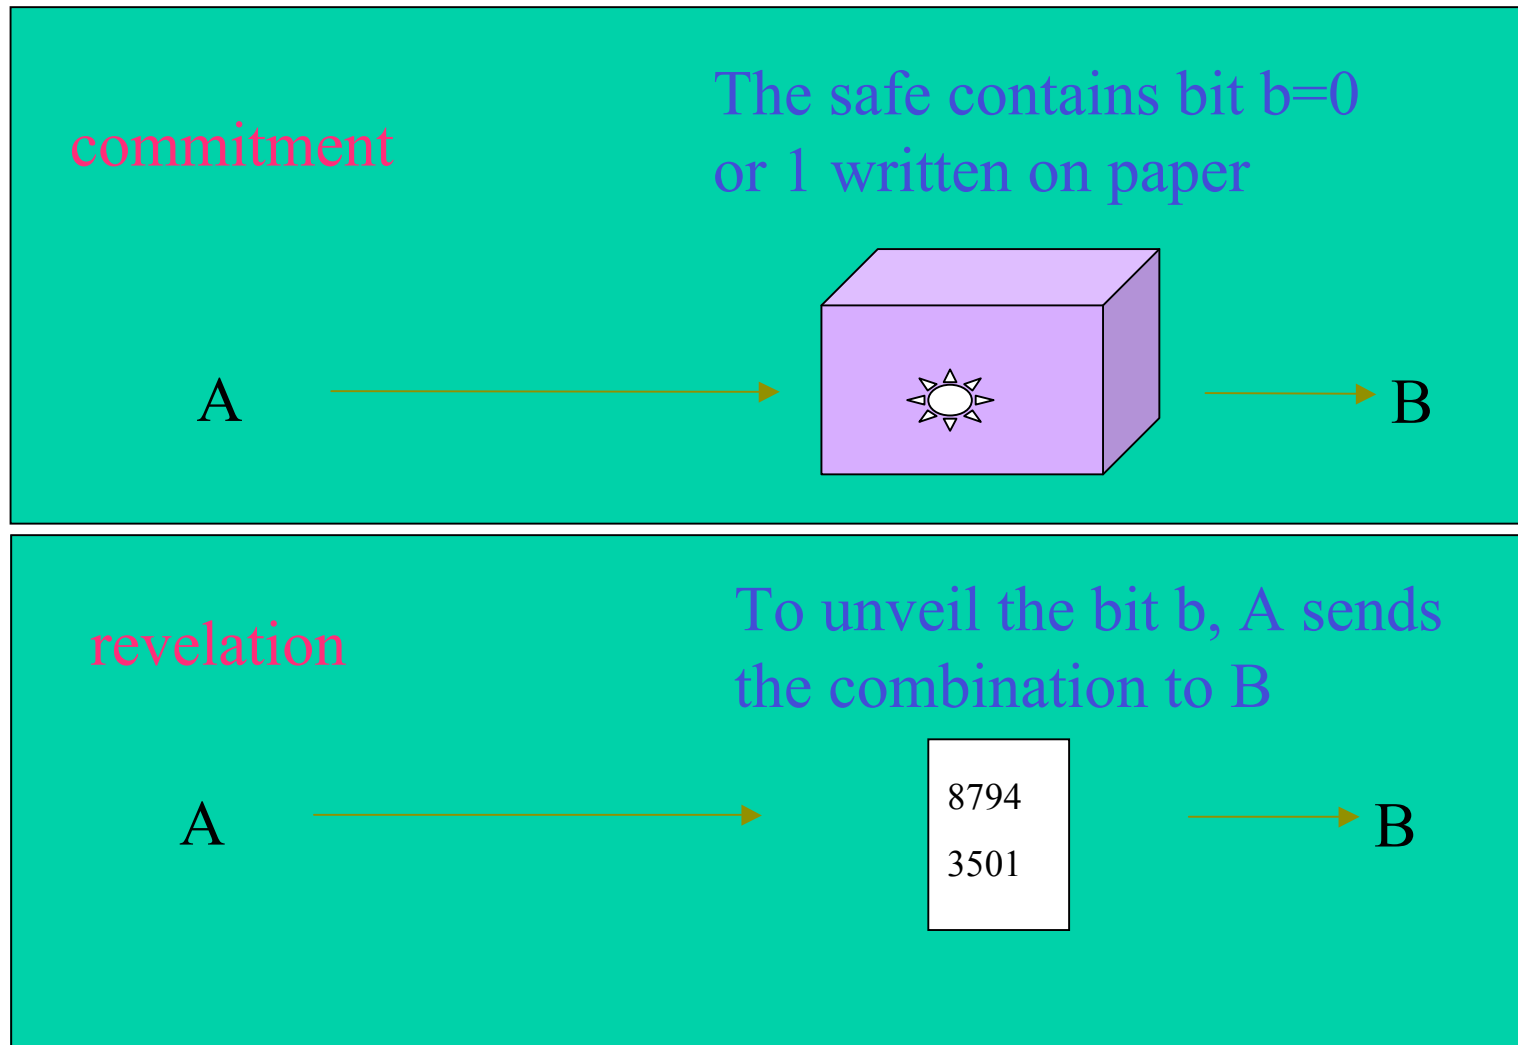 commitment
The safe contains bit b=0
or 1 written on paper
A
B
revelation
To unveil the bit b, A sends
the combination to B
A
8794
3501
B